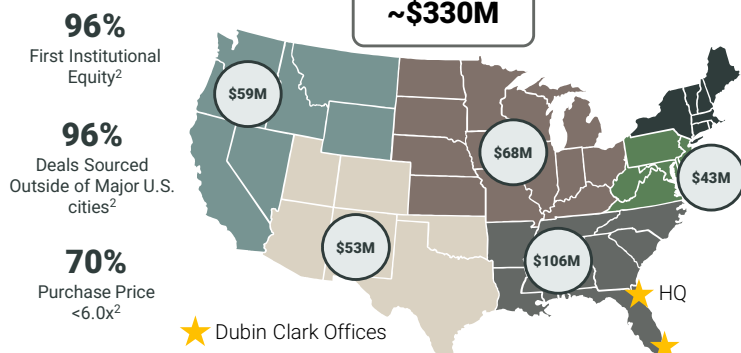 ~$330M
96%
First Institutional
Equity²
96%
Deals Sourced
Outside of Major U.S.
cities²
70%
Purchase Price
<6.0x²
$59M
$68M
$43M
$53M
$106M
HQ
Dubin Clark Offices